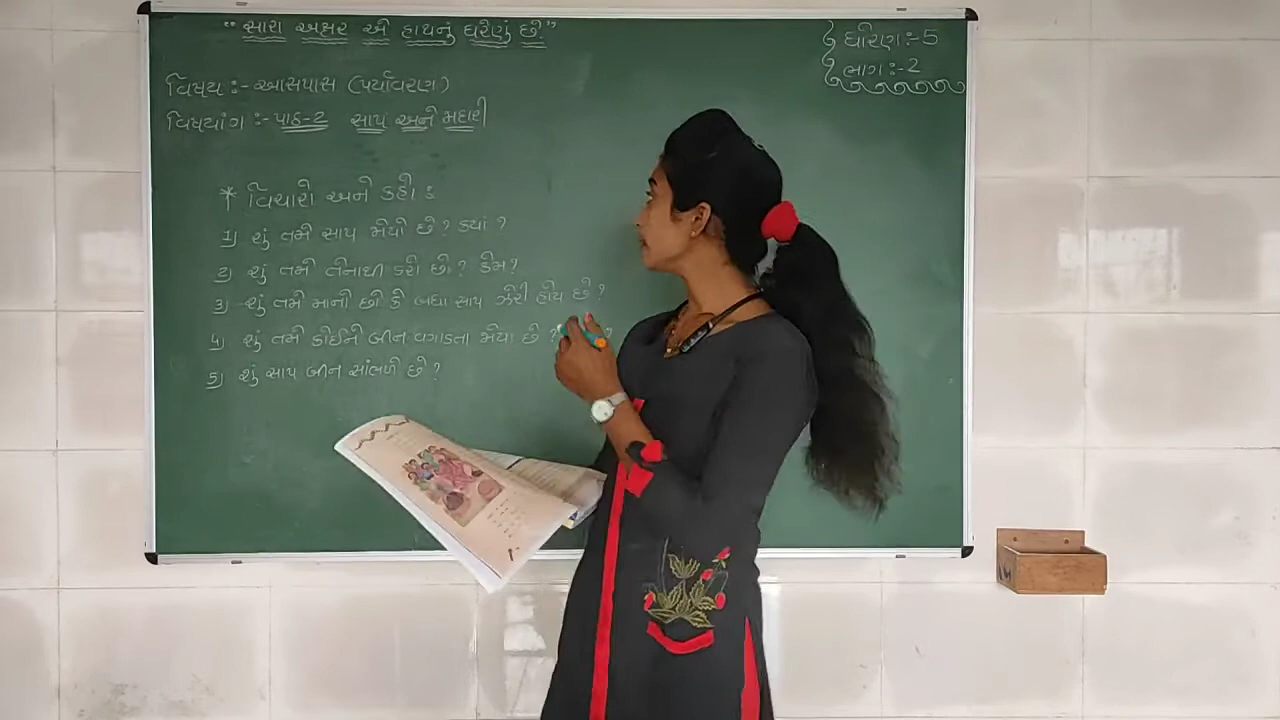 “સારા અક્ષર એ હાથનું ઘરેણું છે.”
ધોરણ:-5
ભાગ:-2
વિષય:- આસપાસ (પર્યાવરણ)
વિષયાંગ:- પાઠ-2 સાપ અને મદારી
* વિચારો અને કહો:
1) શું તમે સાપ જોયો છે? ક્યાં?
2) શું તમે તેનાથી ડરો છો? કેમ?
3) શું તમે માનો છો કે બધા સાપ ઝેરી હોય છે?
4) શું તમે કોઈને બીન વગાડતા જોયા છે? ?
5) શું સાપ બીન સાંભળે છે?